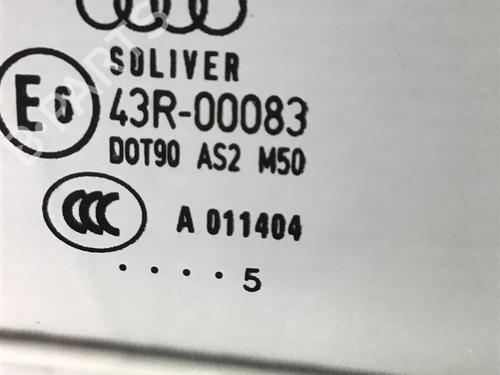 SOLIVER
E6 43R-00083
DOT90 AS2 M50
CCC A 011404
. . . . 5